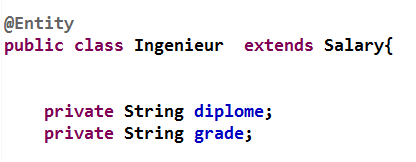 @Entity
public class Ingenieur  extends Salary{
private String diplome;
private String grade;